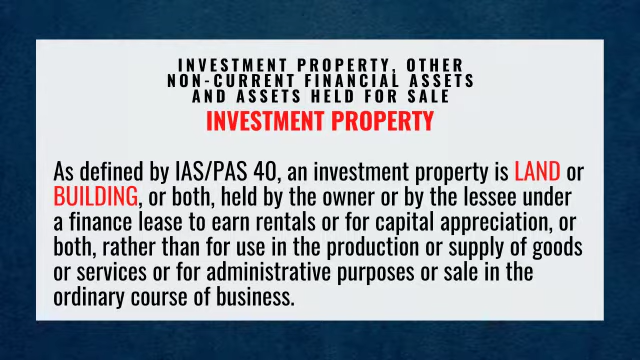 INVESTMENT PROPERTY, OTHER
NON-CURRENT FINANCIAL ASSETS
AND ASSETS HELD FOR SALE
INVESTMENT PROPERTY
As defined by IAS/PAS 40, an investment property is LAND or
BUILDING, or both, held by the owner or by the lessee under
a finance lease to earn rentals or for capital appreciation, or
both, rather than for use in the production or supply of goods
or services or for administrative purposes or sale in the
ordinary course of business.